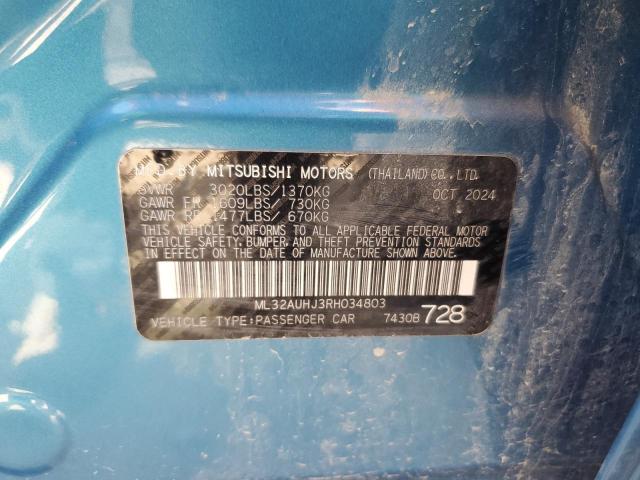 MFD BY MITSUBISHI MOTORS (THAILAND) CO., LTD.
GVWR 3020LBS/1370KG OCT 2024
GAWR FR 1609LBS/ 730KG
GAWR RR 1477LBS/ 670KG
THIS VEHICLE CONFORMS TO ALL APPLICABLE FEDERAL MOTOR
VEHICLE SAFETY, BUMPER, AND THEFT PREVENTION STANDARDS
IN EFFECT ON THE DATE OF MANUFACTURE SHOWN ABOVE.
ML32AUHJ3RH034803
VEHICLE TYPE:PASSENGER CAR 7430B 728